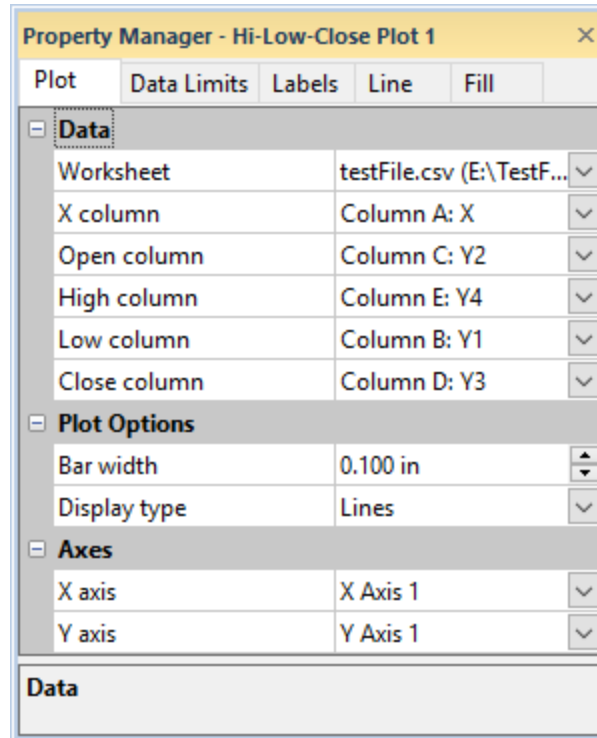 Property Manager - Hi-Low-Close Plot 1
Plot Data Limits Labels Line Fill
Data
Worksheet testFile.csv (E:\TestF...
X column Column A: X
Open column Column C: Y2
High column Column E: Y4
Low column Column B: Y1
Close column Column D: Y3
Plot Options
Bar width 0.100 in
Display type Lines
Axes
X axis X Axis 1
Y axis Y Axis 1
Data